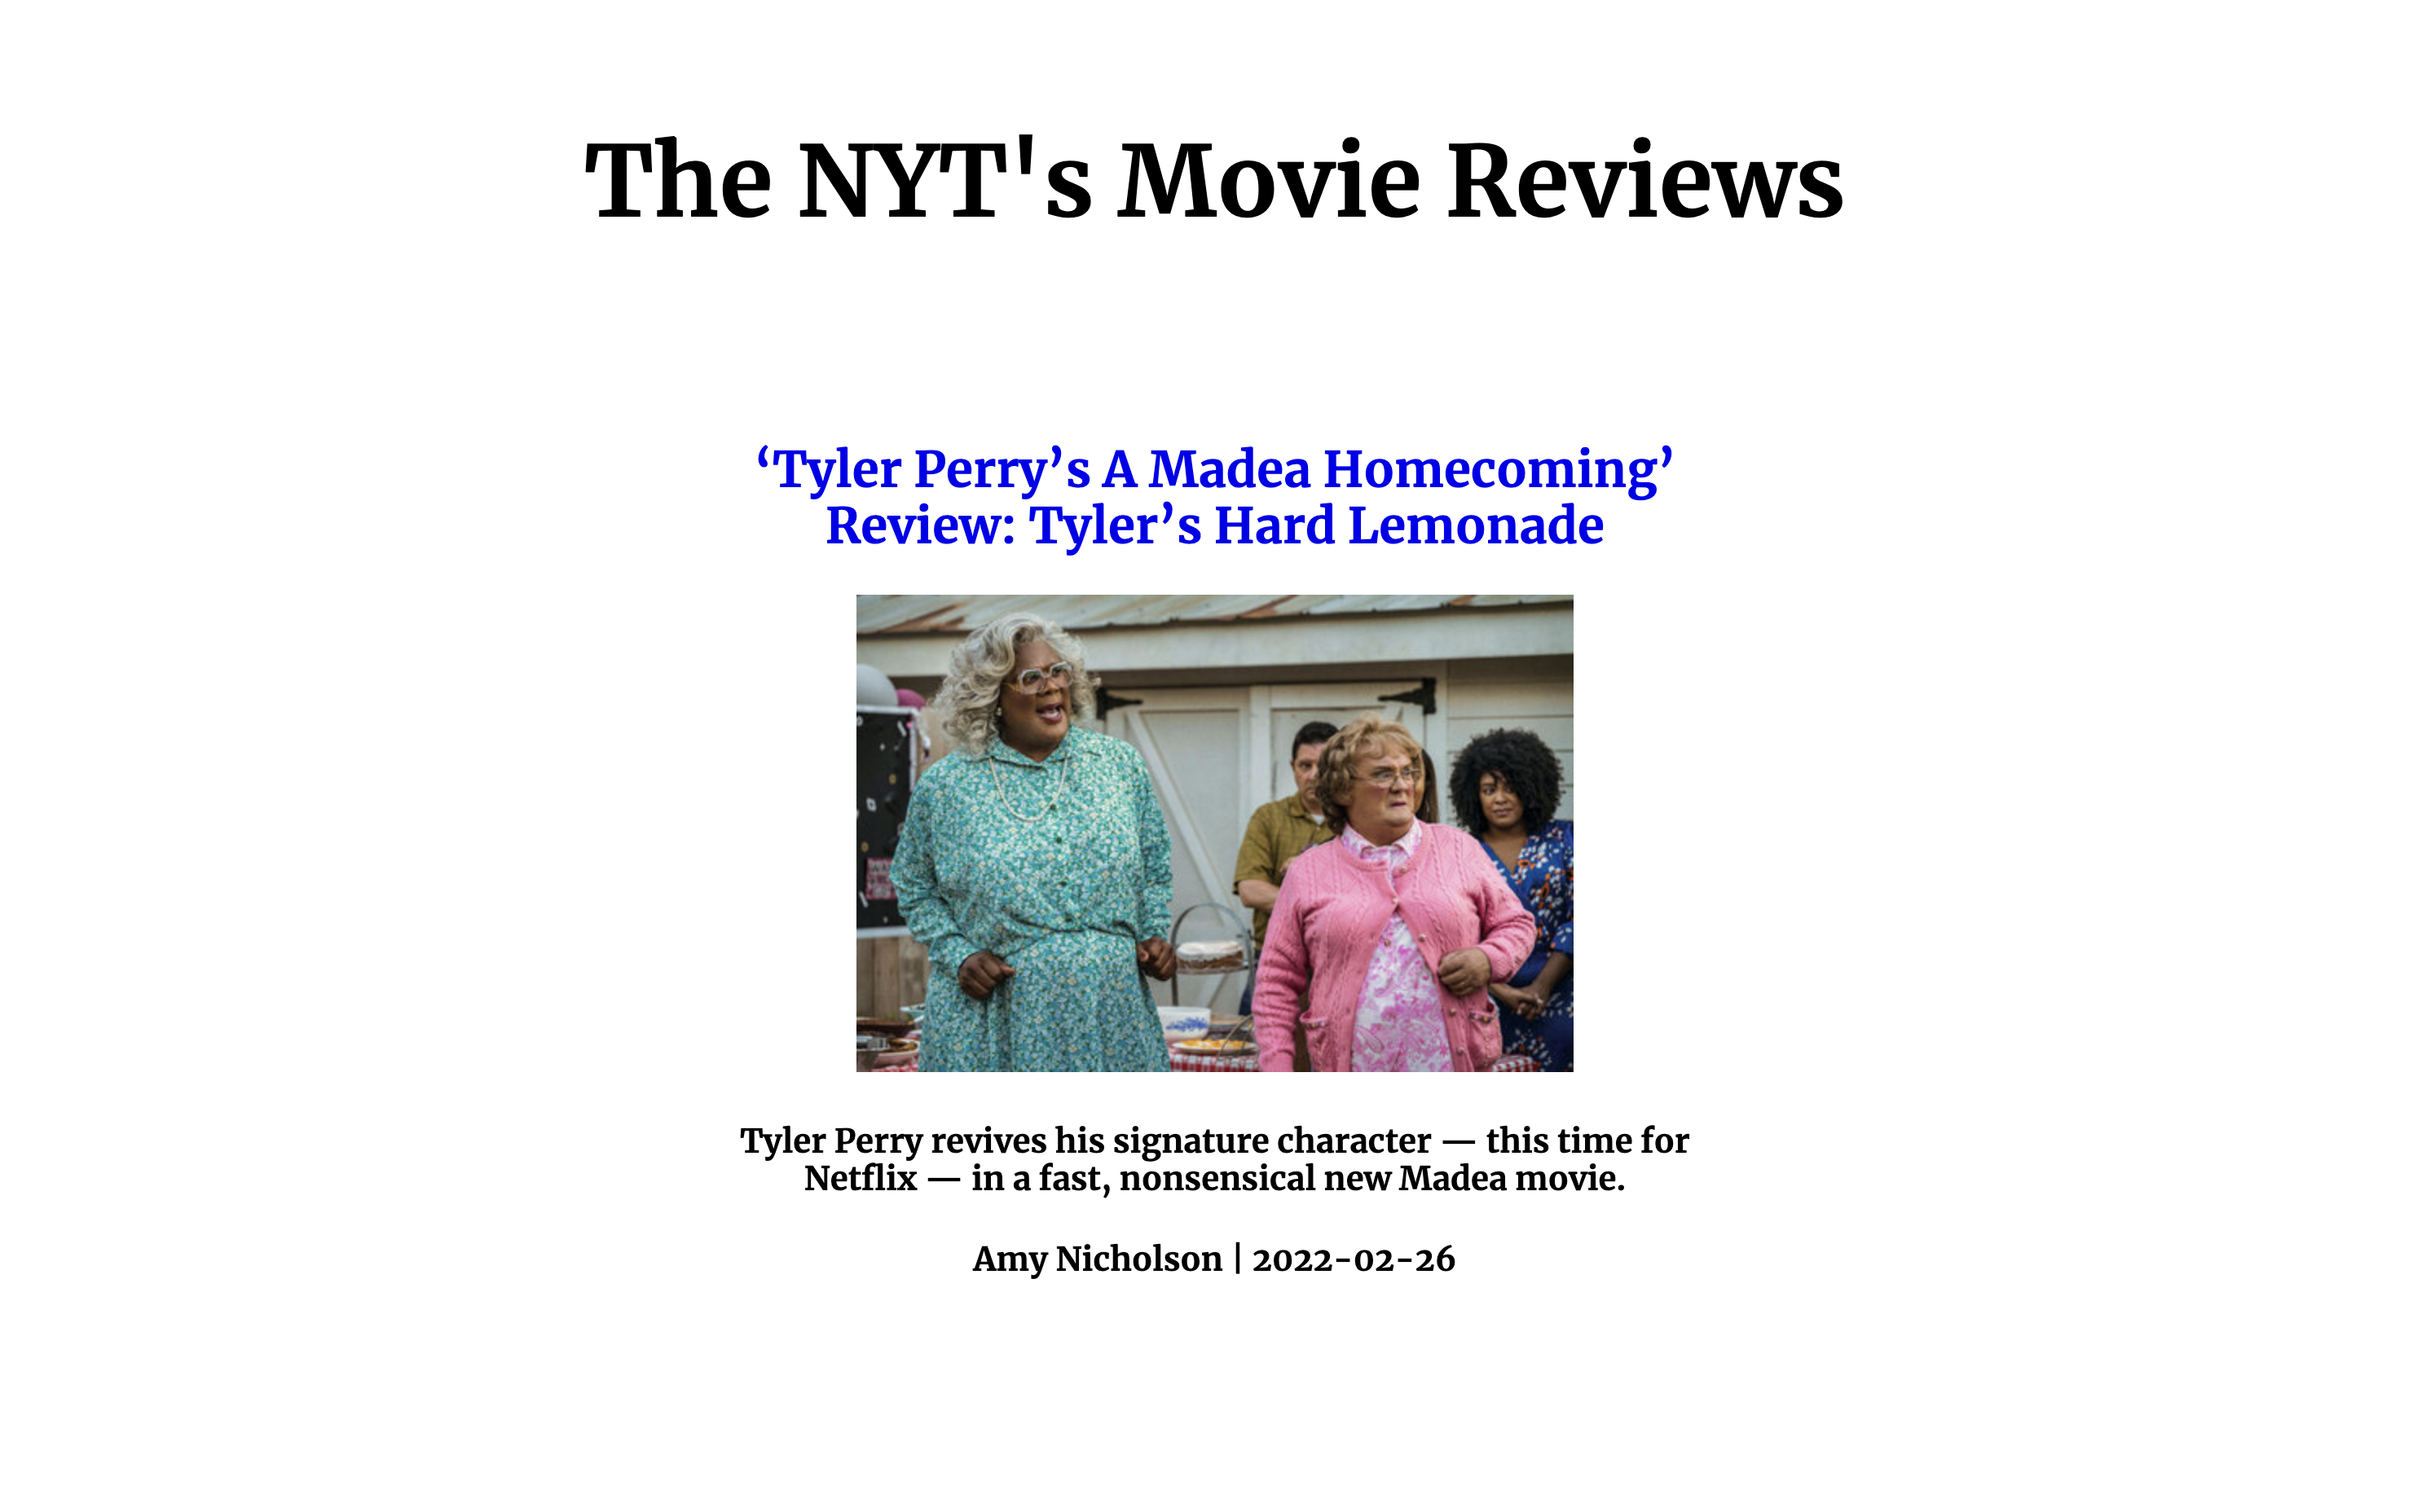 The NYT's Movie Reviews
‘Tyler Perry’s A Madea Homecoming’
Review: Tyler’s Hard Lemonade
Tyler Perry revives his signature character — this time for
Netflix — in a fast, nonsensical new Madea movie.
Amy Nicholson | 2022-02-26